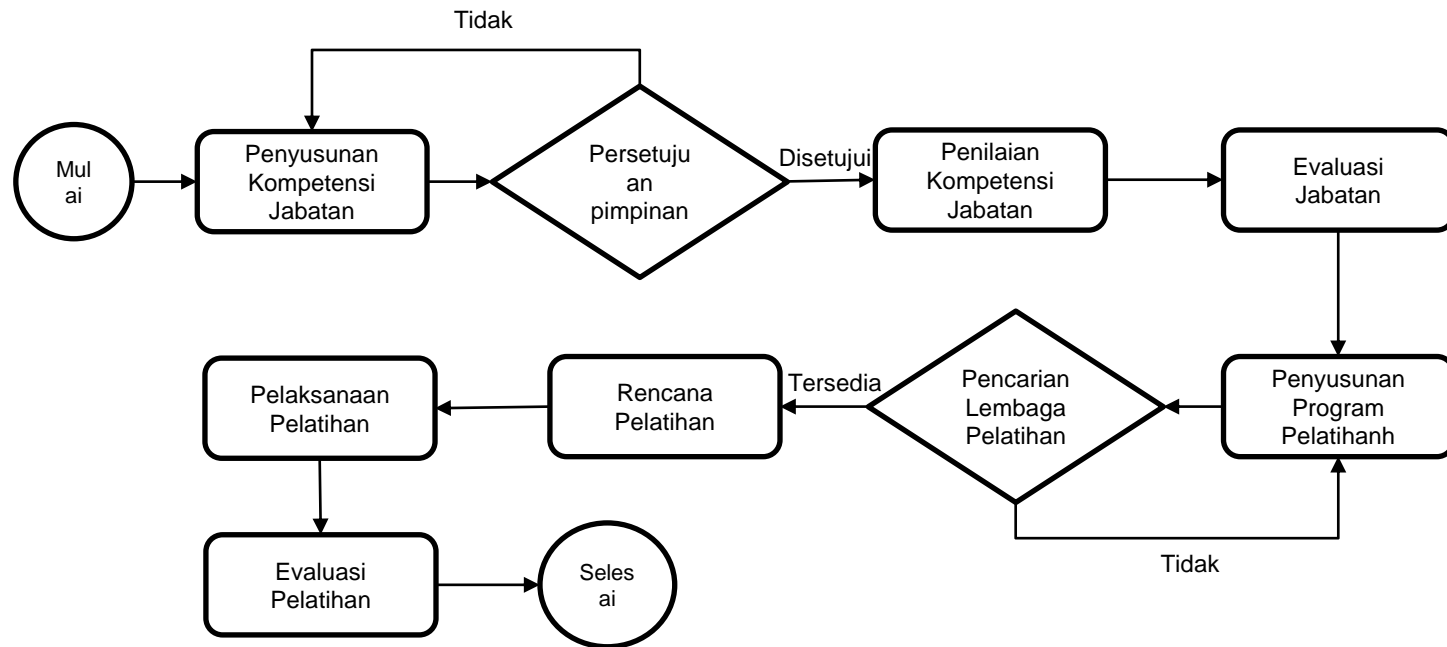 Tidak
Mul
ai
Penyusunan
Kompetensi
Jabatan
Persetuju
an
pimpinan
Disetujui
Penilaian
Kompetensi
Jabatan
Evaluasi
Jabatan
Penyusunan
Program
Pelatihanh
Pencarian
Lembaga
Pelatihan
Tidak
Tersedia
Rencana
Pelatihan
Pelaksanaan
Pelatihan
Evaluasi
Pelatihan
Seles
ai